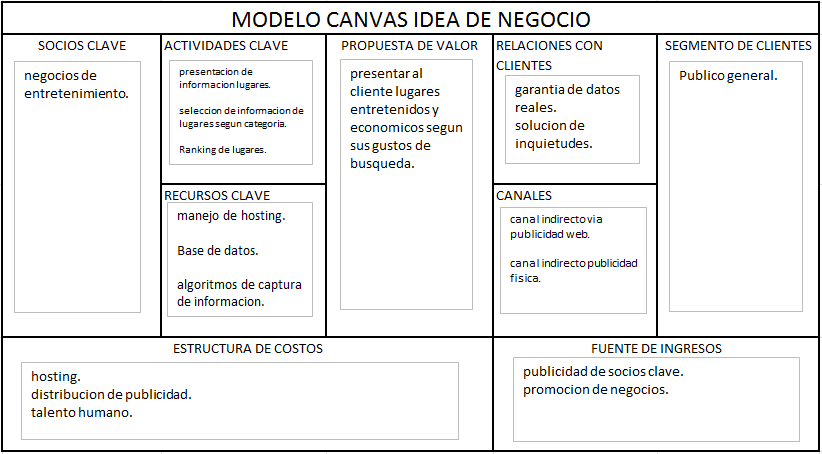 MODELO CANVAS IDEA DE NEGOCIO
SOCIOS CLAVE
negocios de
entretenimiento.
ACTIVIDADES CLAVE
presentacion de
informacion lugares.
seleccion de informacion de
lugares segun categoria.
Ranking de lugares.
RECURSOS CLAVE
manejo de hosting.
Base de datos.
algoritmos de captura
de informacion.
PROPUESTA DE VALOR
presentar al
cliente lugares
entretenidos y
economicos segun
sus gustos de
busqueda.
RELACIONES CON
CLIENTES
garantia de datos
reales.
solucion de
inquietudes.
CANALES
canal indirecto via
publicidad web.
canal indirecto publicidad
fisica.
SEGMENTO DE CLIENTES
Publico general.
ESTRUCTURA DE COSTOS
hosting.
distribucion de publicidad.
talento humano.
FUENTE DE INGRESOS
publicidad de socios clave.
promocion de negocios.